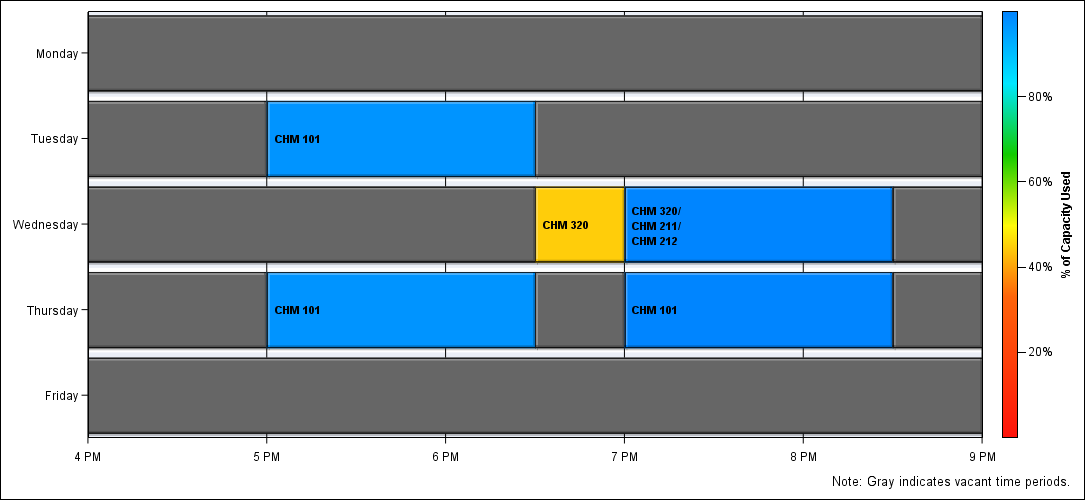 Monday
Tuesday
CHM 101
Wednesday
CHM 320
CHM 320/
CHM 211/
CHM 212
Thursday
CHM 101
CHM 101
Friday
4 PM
5 PM
6 PM
7 PM
8 PM
9 PM
80%
60%
40%
20%
% of Capacity Used
Note: Gray indicates vacant time periods.